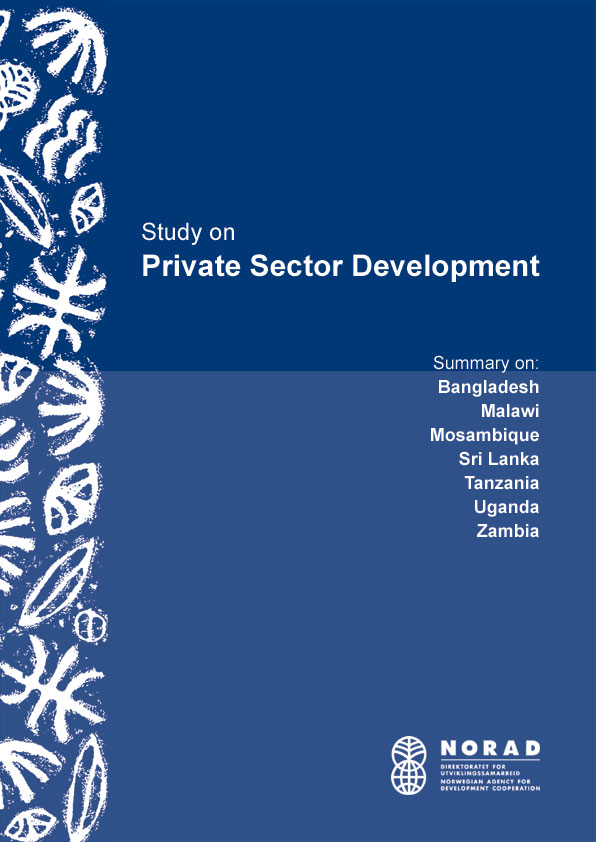 Study on
Private Sector Development
Summary on:
Bangladesh
Malawi
Mosambique
Sri Lanka
Tanzania
Uganda
Zambia
NORAD
DIREKTORATET FOR
UTVIKLINGSSAMARBEID
NORWEGIAN AGENCY FOR
DEVELOPMENT COOPERATION